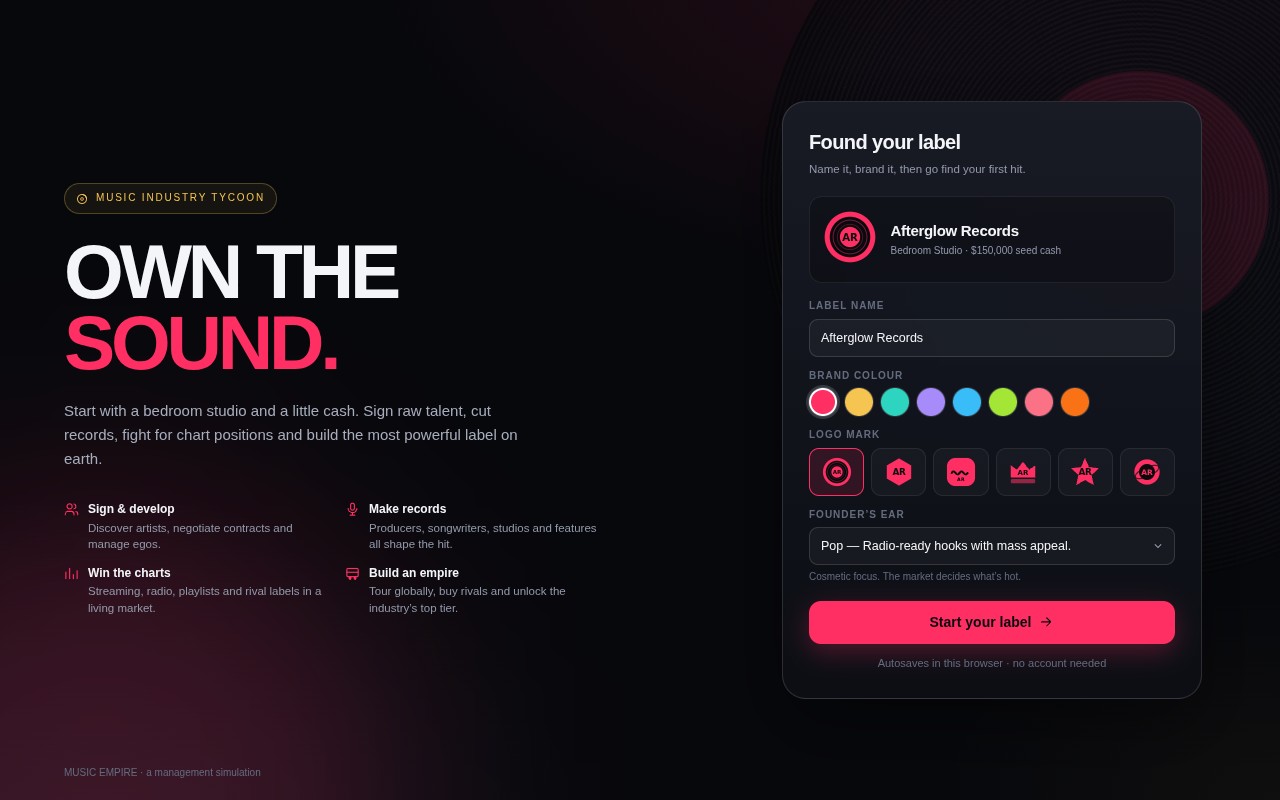 MUSIC INDUSTRY TYCOON
OWN THE
SOUND.
Start with a bedroom studio and a little cash. Sign raw talent, cut
records, fight for chart positions and build the most powerful label on
earth.
Sign & develop
Discover artists, negotiate contracts and
manage egos.
Make records
Producers, songwriters, studios and features
all shape the hit.
Win the charts
Streaming, radio, playlists and rival labels in a
living market.
Build an empire
Tour globally, buy rivals and unlock the
industry's top tier.
MUSIC EMPIRE · a management simulation
Found your label
Name it, brand it, then go find your first hit.
AR
Afterglow Records
Bedroom Studio · $150,000 seed cash
LABEL NAME
Afterglow Records
BRAND COLOUR
LOGO MARK
AR AR AR AR AR AR
FOUNDER'S EAR
Pop — Radio-ready hooks with mass appeal.
Cosmetic focus. The market decides what's hot.
Start your label →
Autosaves in this browser · no account needed